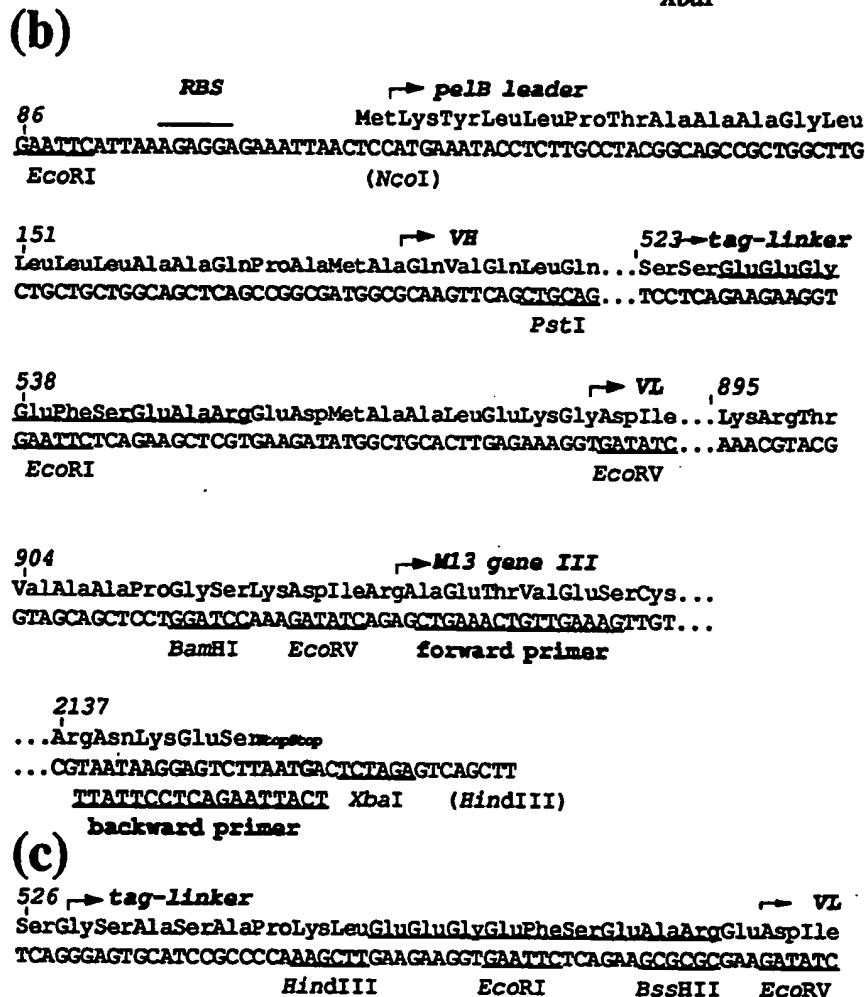 XbaI
(b)
RBS pelB leader
86 MetLysTyrLeuLeuProThrAlaAlaAlaGlyLeu
GAATTCATTAAAGAGGAGAAATTAACTCCATGAAATACCTCTTGCCTACGGCAGCCGCTGGCTTG
EcoRI (NcoI)
151 VH 523 tag-linker
LeuLeuLeuAlaAlaGlnProAlaMetAlaGlnValGlnLeuGln...SerSerGluGluGly
CTGCTGCTGGCAGCTCAGCCGGCGATGGCGCAAGTTCAGCTGCAG...TCCTCAGAAGAAGGT
PstI
538 VL 895
GluPheSerGluAlaArgGluAspMetAlaAlaLeuGluLysGlyAspIle...LysArgThr
GAATTCTCAGAAGCTCGTGAAGATATGGCTGCACTTGAGAAAGGTGATATC...AAACGTACG
EcoRI EcoRV
904 M13 gene III
ValAlaAlaProGlySerLysAspIleArgAlaGluThrValGluSerCys...
GTAGCAGCTCCTGGATCCAAAGATATCAGAGCTGAAACTGTTGAAAGTTGT...
BamHI EcoRV forward primer
2137
...ArgAsnLysGluSerStopStop
...CGTAATAAGGAGTCTTAATGACTCTAGAGTCAGCTT
TTATTCCTCAGAATTACT XbaI (HindIII)
backward primer
(c)
526 tag-linker VL
SerGlySerAlaSerAlaProLysLeuGluGluGlyGluPheSerGluAlaArgGluAspIle
TCAGGGAGTGCATCCGCCCCAAAGCTTGAAGAAGGTGAATTCTCAGAAGCGCGCGAAGATATC
HindIII EcoRI BssHII EcoRV